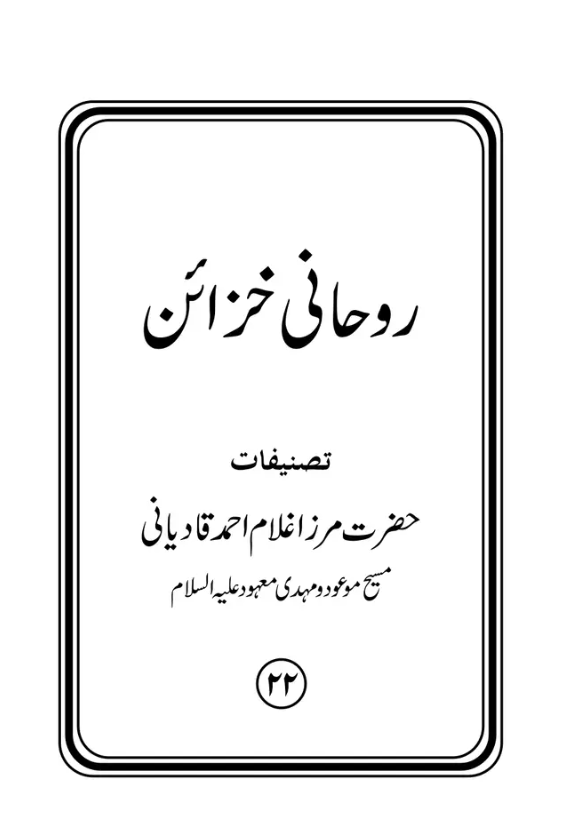 روحانی خزائن
تصنیفات
حضرت مرزا غلام احمد قادیانی
مسیح موعود و مہدی معہود علیہ السلام
۲۲